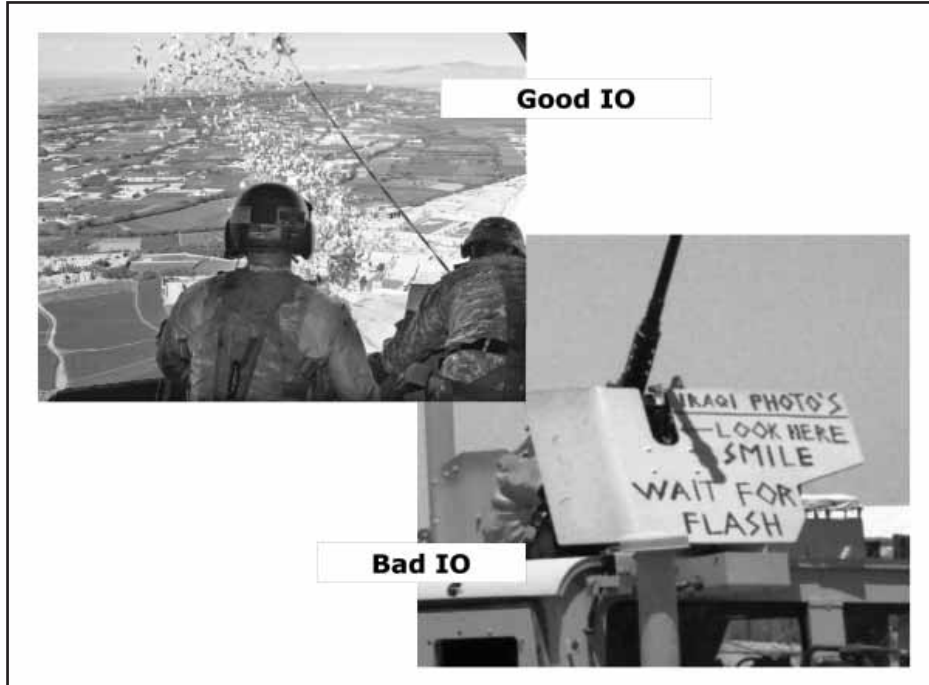 Good IO
IRAQI PHOTO'S
LOOK HERE
SMILE
WAIT FOR
FLASH
Bad IO